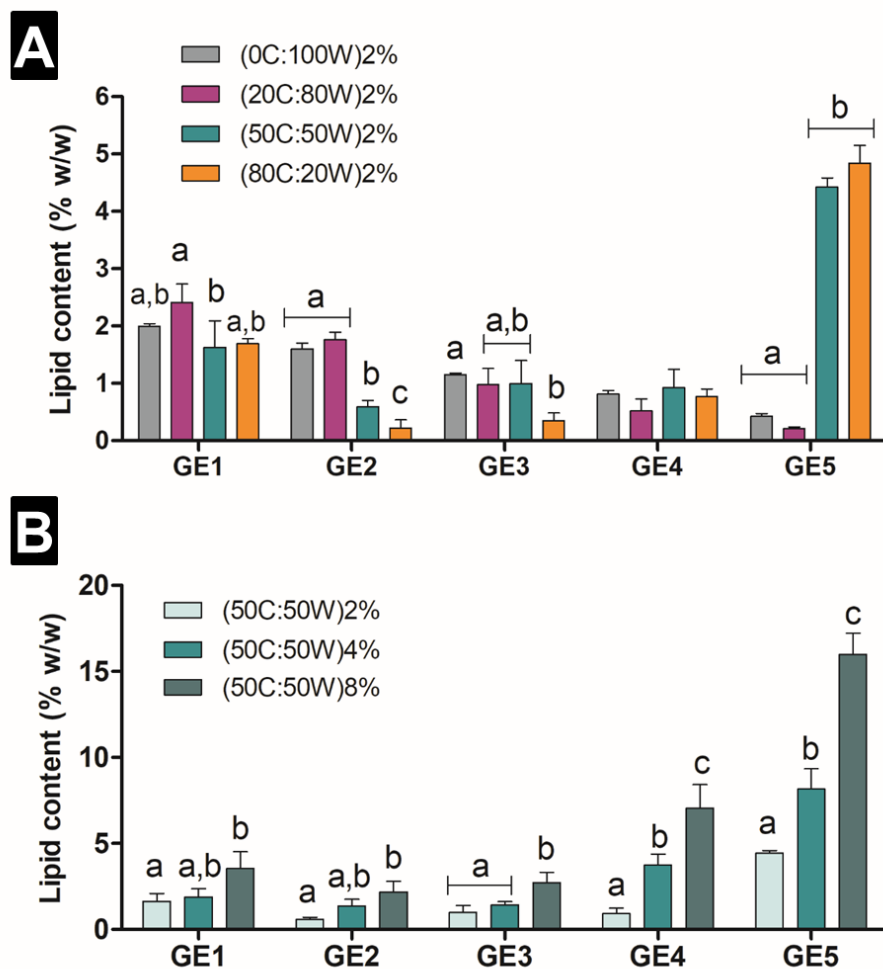 A
(0C:100W)2%
(20C:80W)2%
(50C:50W)2%
(80C:20W)2%
Lipid content (% w/w)
6
5
4
3
2
1
0
a,b
a
b
a,b
a
b
c
a
a,b
b
a
b
GE1
GE2
GE3
GE4
GE5
B
(50C:50W)2%
(50C:50W)4%
(50C:50W)8%
Lipid content (% w/w)
20
15
10
5
0
a
a,b
b
a
a,b
b
a
b
a
b
c
a
b
c
GE1
GE2
GE3
GE4
GE5